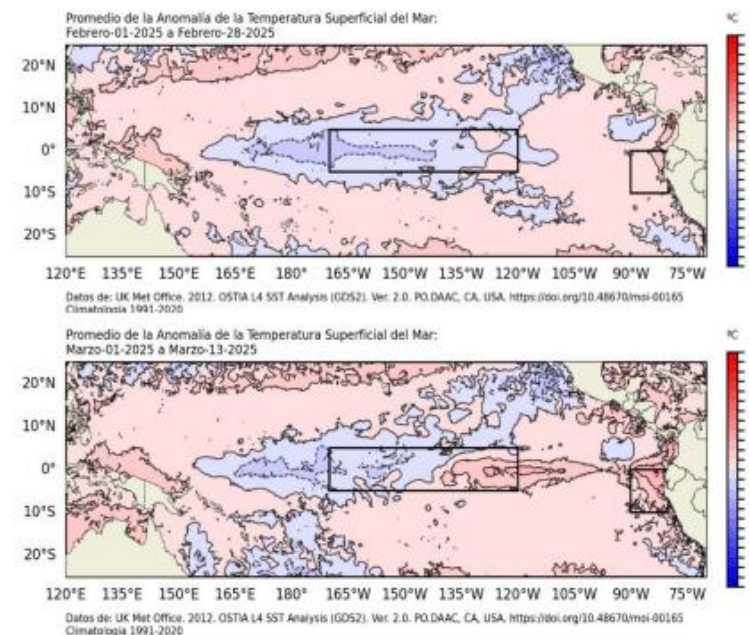 Promedio de la Anomalía de la Temperatura Superficial del Mar:
Febrero-01-2025 a Febrero-28-2025
ºC
20°N
10°N
0°
10°S
20°S
120°E 135°E 150°E 165°E 180° 165°W 150°W 135°W 120°W 105°W 90°W 75°W
Datos de: UK Met Office. 2012. OSTIA L4 SST Analysis (GDS2). Ver. 2.0. PO.DAAC, CA, USA. https://doi.org/10.48670/moi-00165
Climatología 1991-2020
Promedio de la Anomalía de la Temperatura Superficial del Mar:
Marzo-01-2025 a Marzo-13-2025
ºC
20°N
10°N
0°
10°S
20°S
120°E 135°E 150°E 165°E 180° 165°W 150°W 135°W 120°W 105°W 90°W 75°W
Datos de: UK Met Office. 2012. OSTIA L4 SST Analysis (GDS2). Ver. 2.0. PO.DAAC, CA, USA. https://doi.org/10.48670/moi-00165
Climatología 1991-2020